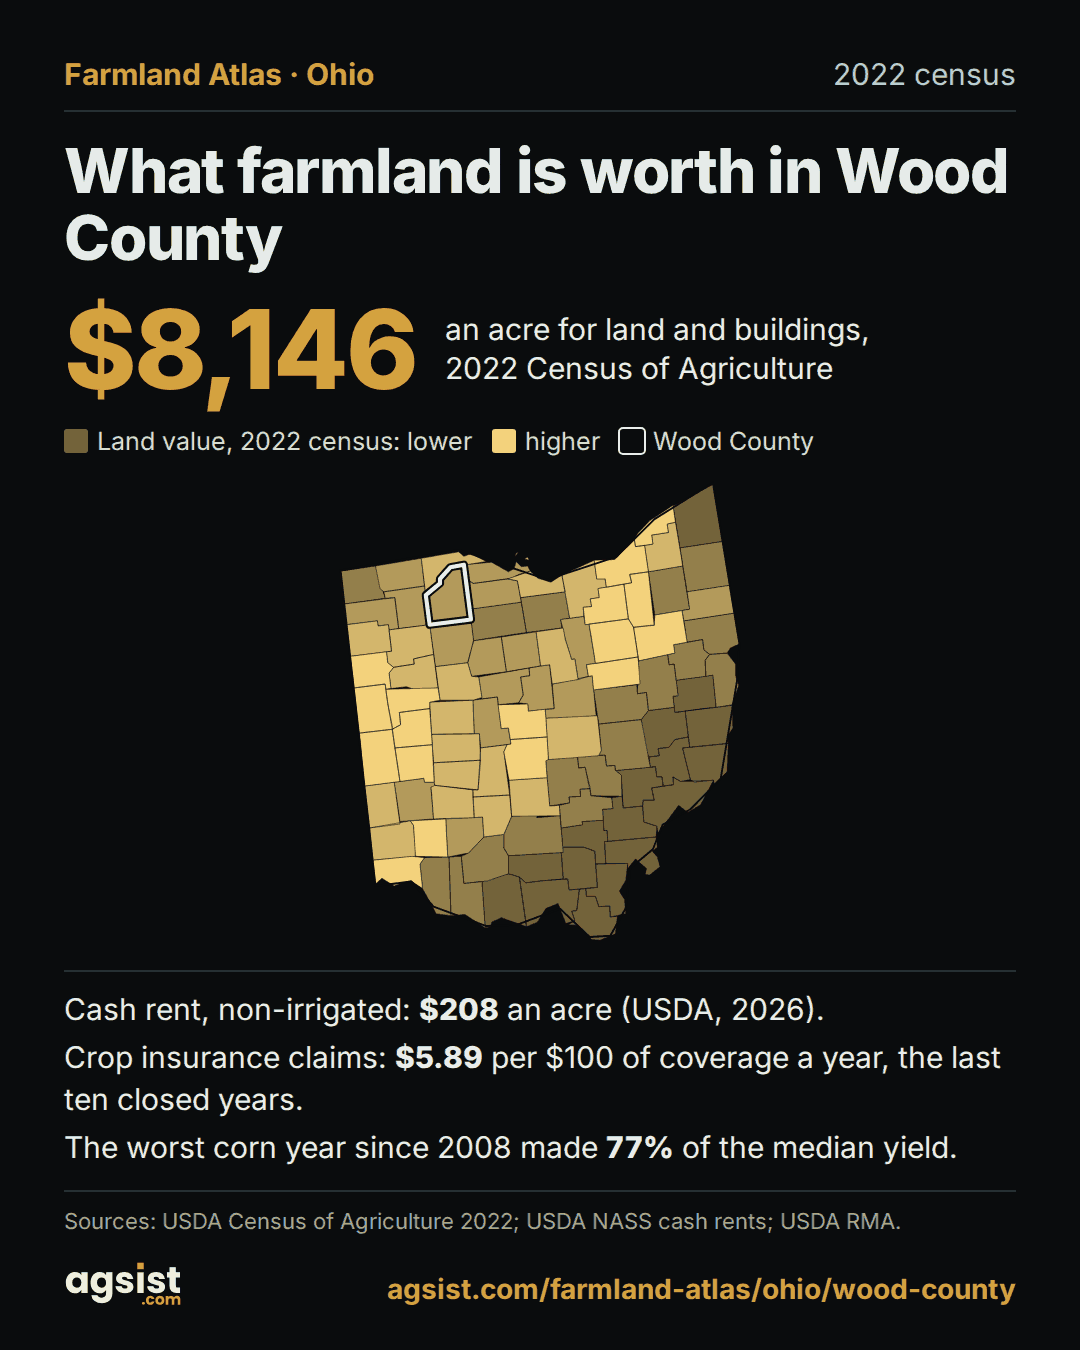 Farmland Atlas · Ohio
2022 census
What farmland is worth in Wood
County
$8,146
an acre for land and buildings,
2022 Census of Agriculture
Land value, 2022 census: lower
higher
Wood County
Cash rent, non-irrigated: $208 an acre (USDA, 2026).
Crop insurance claims: $5.89 per $100 of coverage a year, the last
ten closed years.
The worst corn year since 2008 made 77% of the median yield.
Sources: USDA Census of Agriculture 2022; USDA NASS cash rents; USDA RMA.
agsist
.com
agsist.com/farmland-atlas/ohio/wood-county